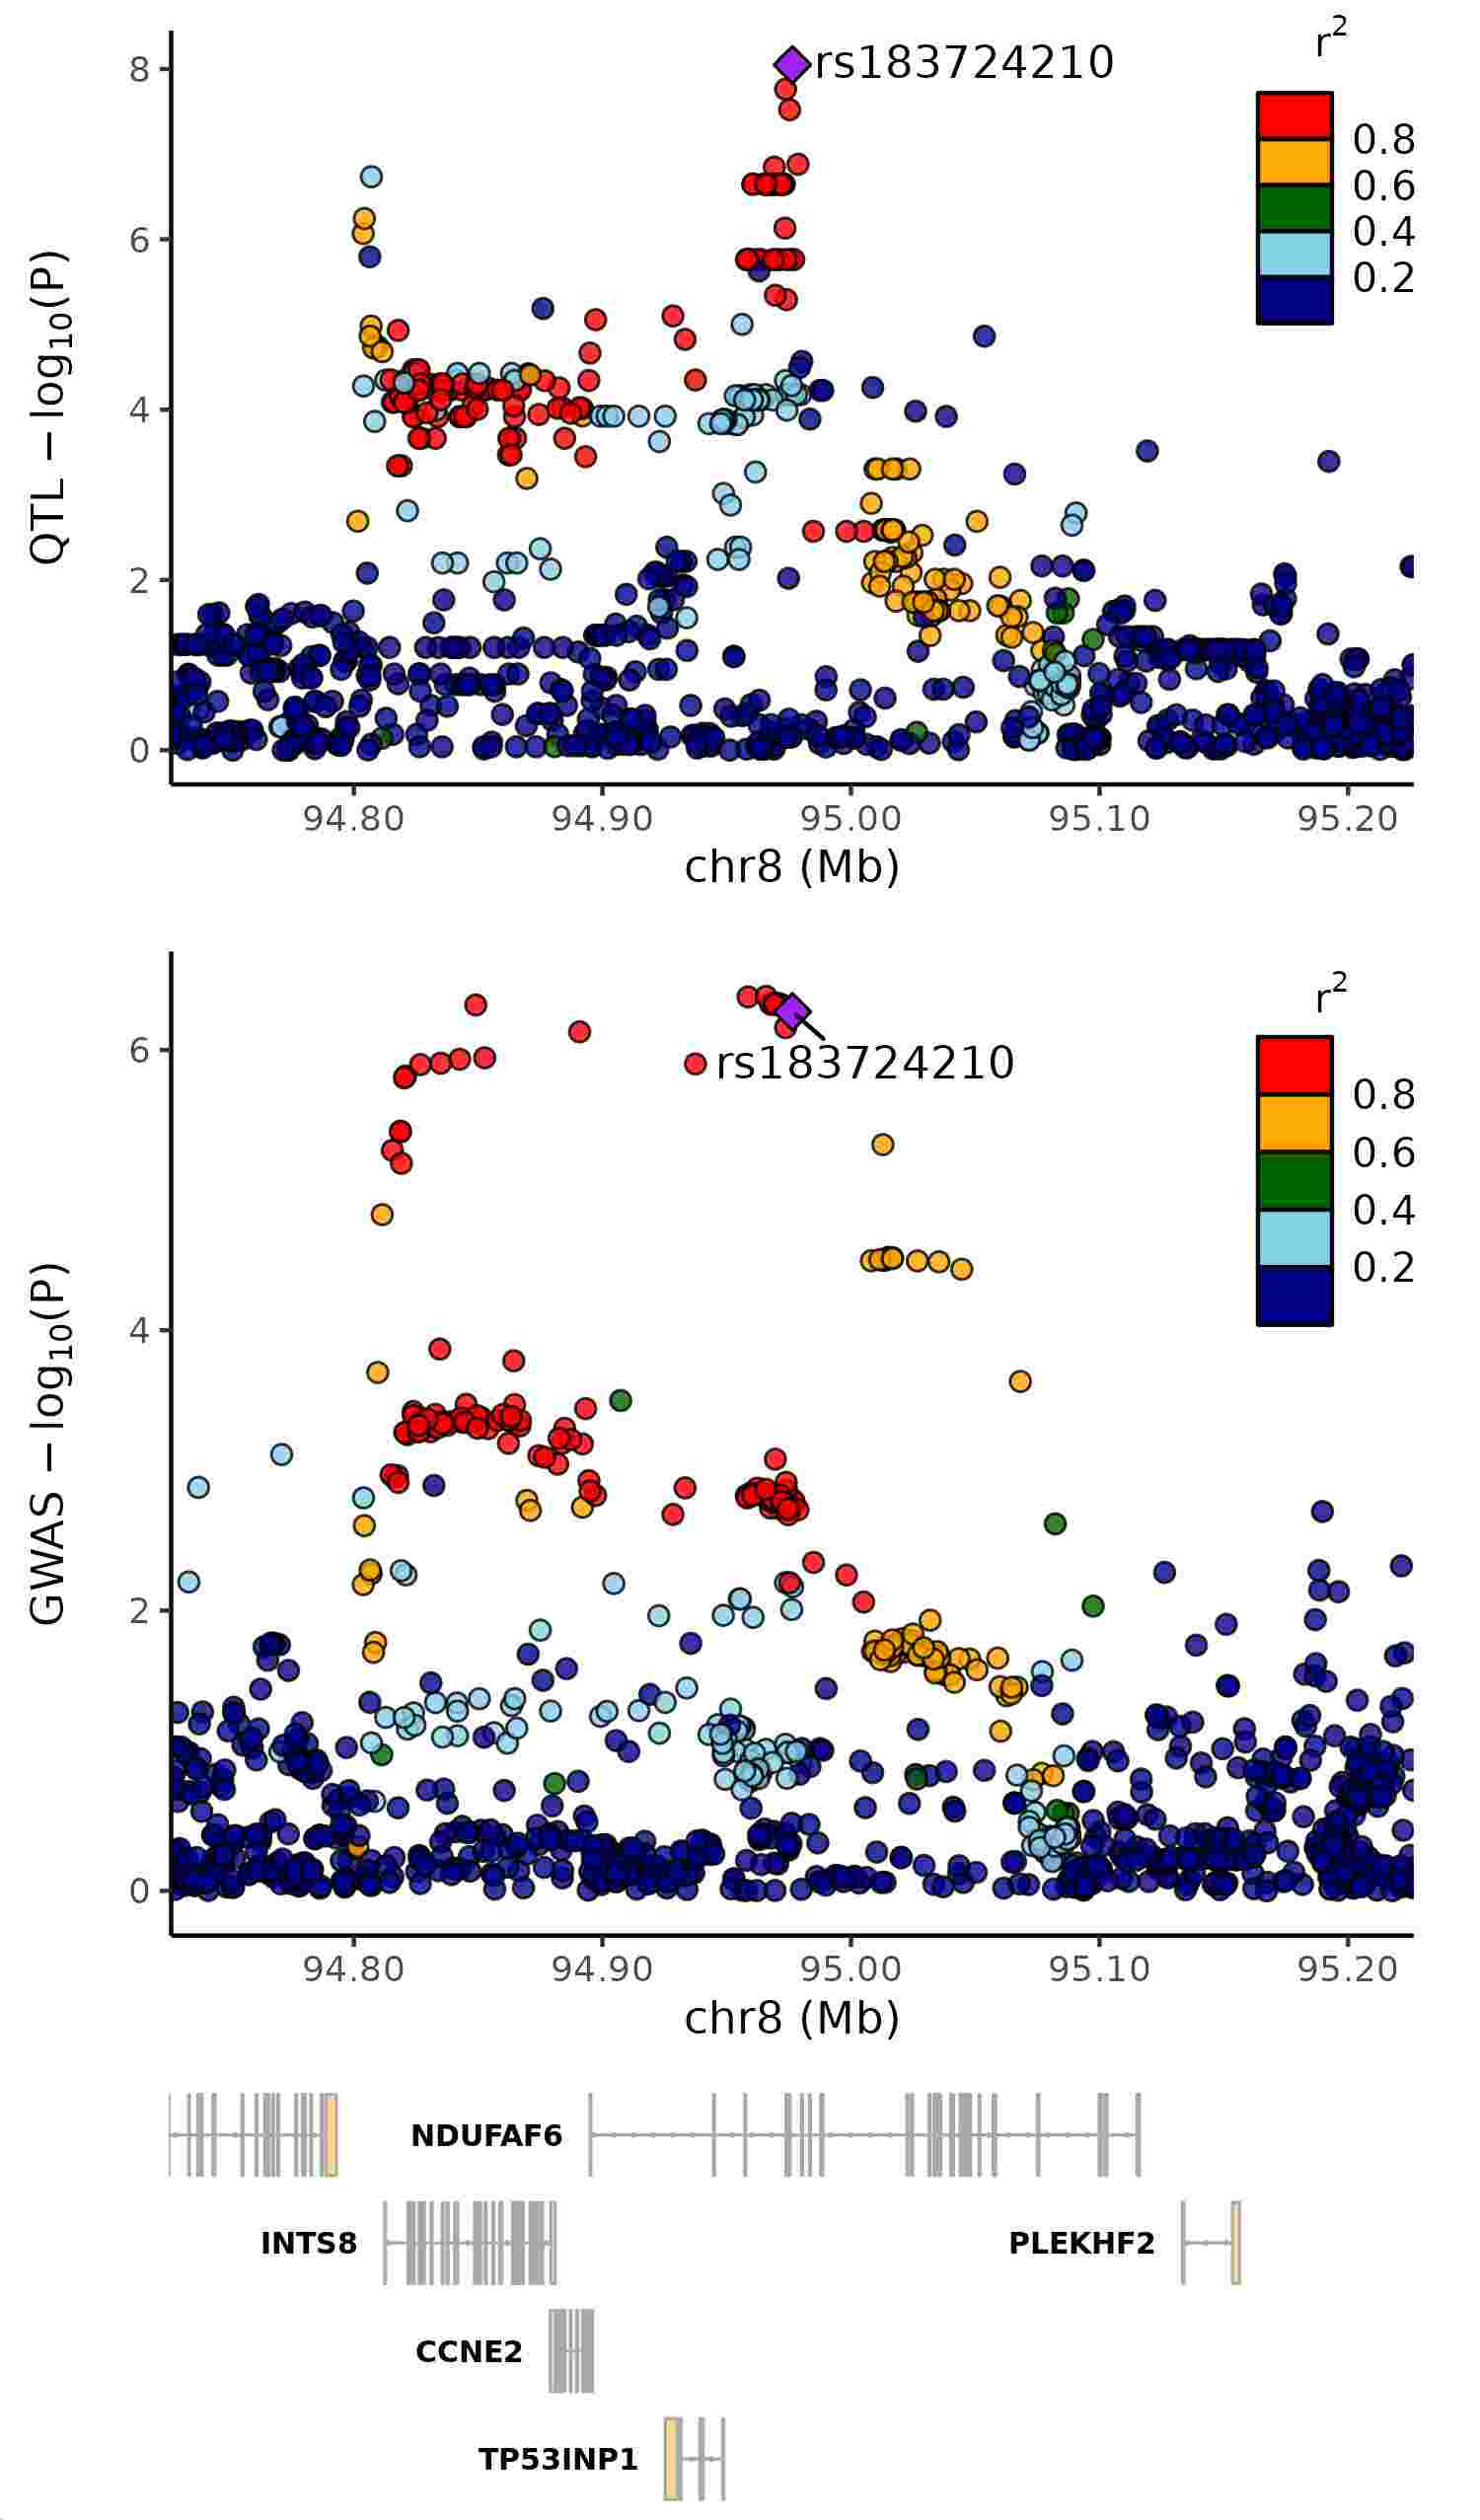 r²
rs183724210
8
6
4
2
0
0.8
0.6
0.4
0.2
QTL −log₁₀(P)
94.80 94.90 95.00 95.10 95.20
chr8 (Mb)
r²
rs183724210
6
4
2
0
0.8
0.6
0.4
0.2
GWAS −log₁₀(P)
94.80 94.90 95.00 95.10 95.20
chr8 (Mb)
NDUFAF6
INTS8 PLEKHF2
CCNE2
TP53INP1